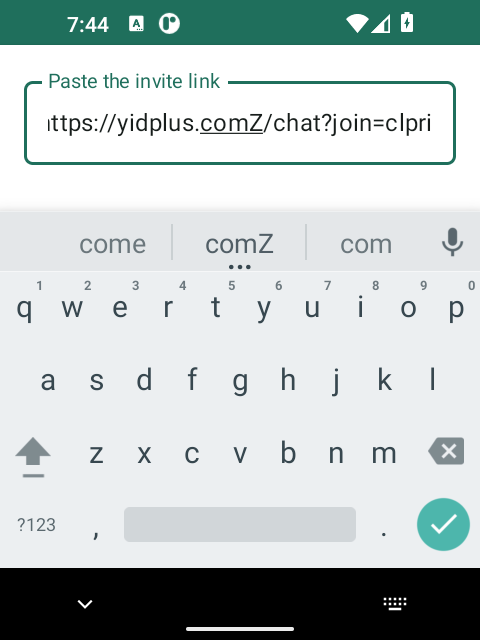 7:44
Paste the invite link
ttps://yidplus.comZ/chat?join=clpri
come comZ com
1 2 3 4 5 6 7 8 9 0
q w e r t y u i o p
a s d f g h j k l
z x c v b n m
?123 , .